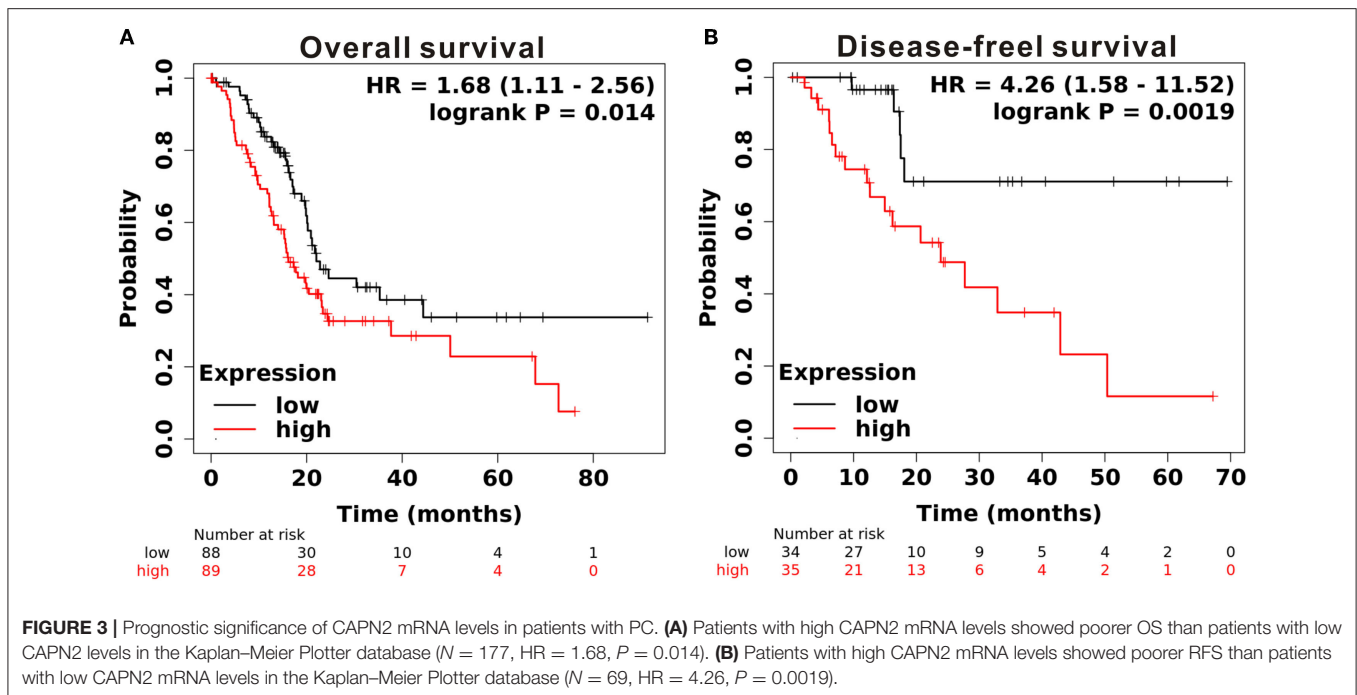 A
Overall survival
HR = 1.68 (1.11 - 2.56)
logrank P = 0.014
Probability
1.0
0.8
0.6
0.4
0.2
0.0
Expression
low
high
0 20 40 60 80
Time (months)
Number at risk
low 88 30 10 4 1
high 89 28 7 4 0
B
Disease-freel survival
HR = 4.26 (1.58 - 11.52)
logrank P = 0.0019
Probability
1.0
0.8
0.6
0.4
0.2
0.0
Expression
low
high
0 10 20 30 40 50 60 70
Time (months)
Number at risk
low 34 27 10 9 5 4 2 0
high 35 21 13 6 4 2 1 0
FIGURE 3 | Prognostic significance of CAPN2 mRNA levels in patients with PC. (A) Patients with high CAPN2 mRNA levels showed poorer OS than patients with low
CAPN2 levels in the Kaplan–Meier Plotter database (N = 177, HR = 1.68, P = 0.014). (B) Patients with high CAPN2 mRNA levels showed poorer RFS than patients
with low CAPN2 mRNA levels in the Kaplan–Meier Plotter database (N = 69, HR = 4.26, P = 0.0019).